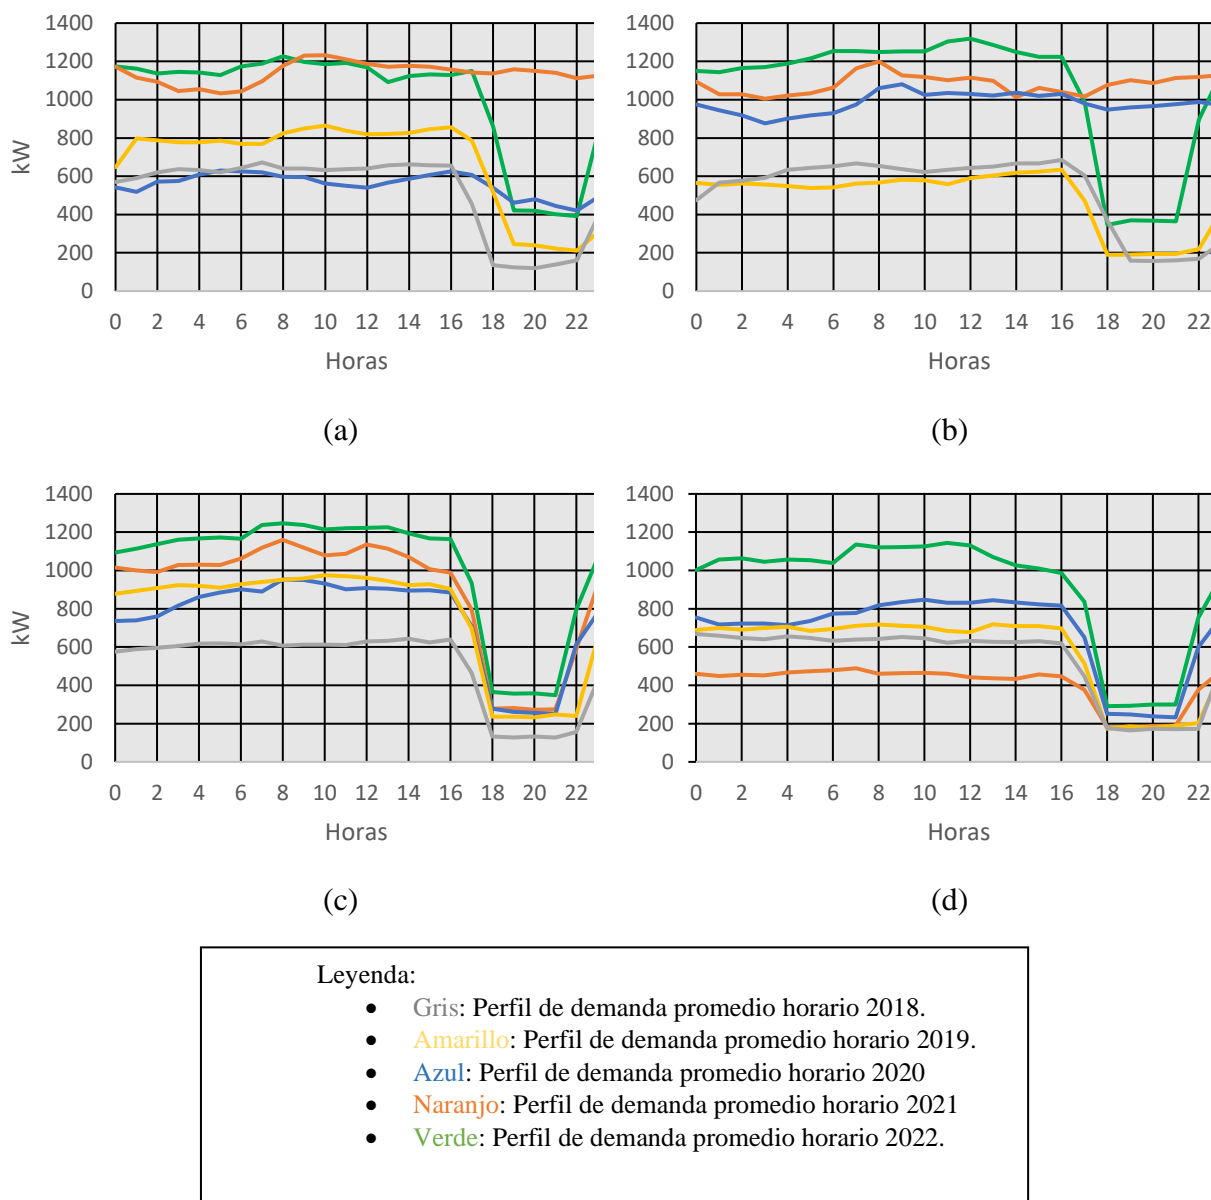 1400
1200
1000
800
600
400
200
0
kW
0 2 4 6 8 10 12 14 16 18 20 22
Horas
(a)
1400
1200
1000
800
600
400
200
0
0 2 4 6 8 10 12 14 16 18 20 22
Horas
(b)
1400
1200
1000
800
600
400
200
0
kW
0 2 4 6 8 10 12 14 16 18 20 22
Horas
(c)
1400
1200
1000
800
600
400
200
0
0 2 4 6 8 10 12 14 16 18 20 22
Horas
(d)
Leyenda:
• Gris: Perfil de demanda promedio horario 2018.
• Amarillo: Perfil de demanda promedio horario 2019.
• Azul: Perfil de demanda promedio horario 2020
• Naranjo: Perfil de demanda promedio horario 2021
• Verde: Perfil de demanda promedio horario 2022.